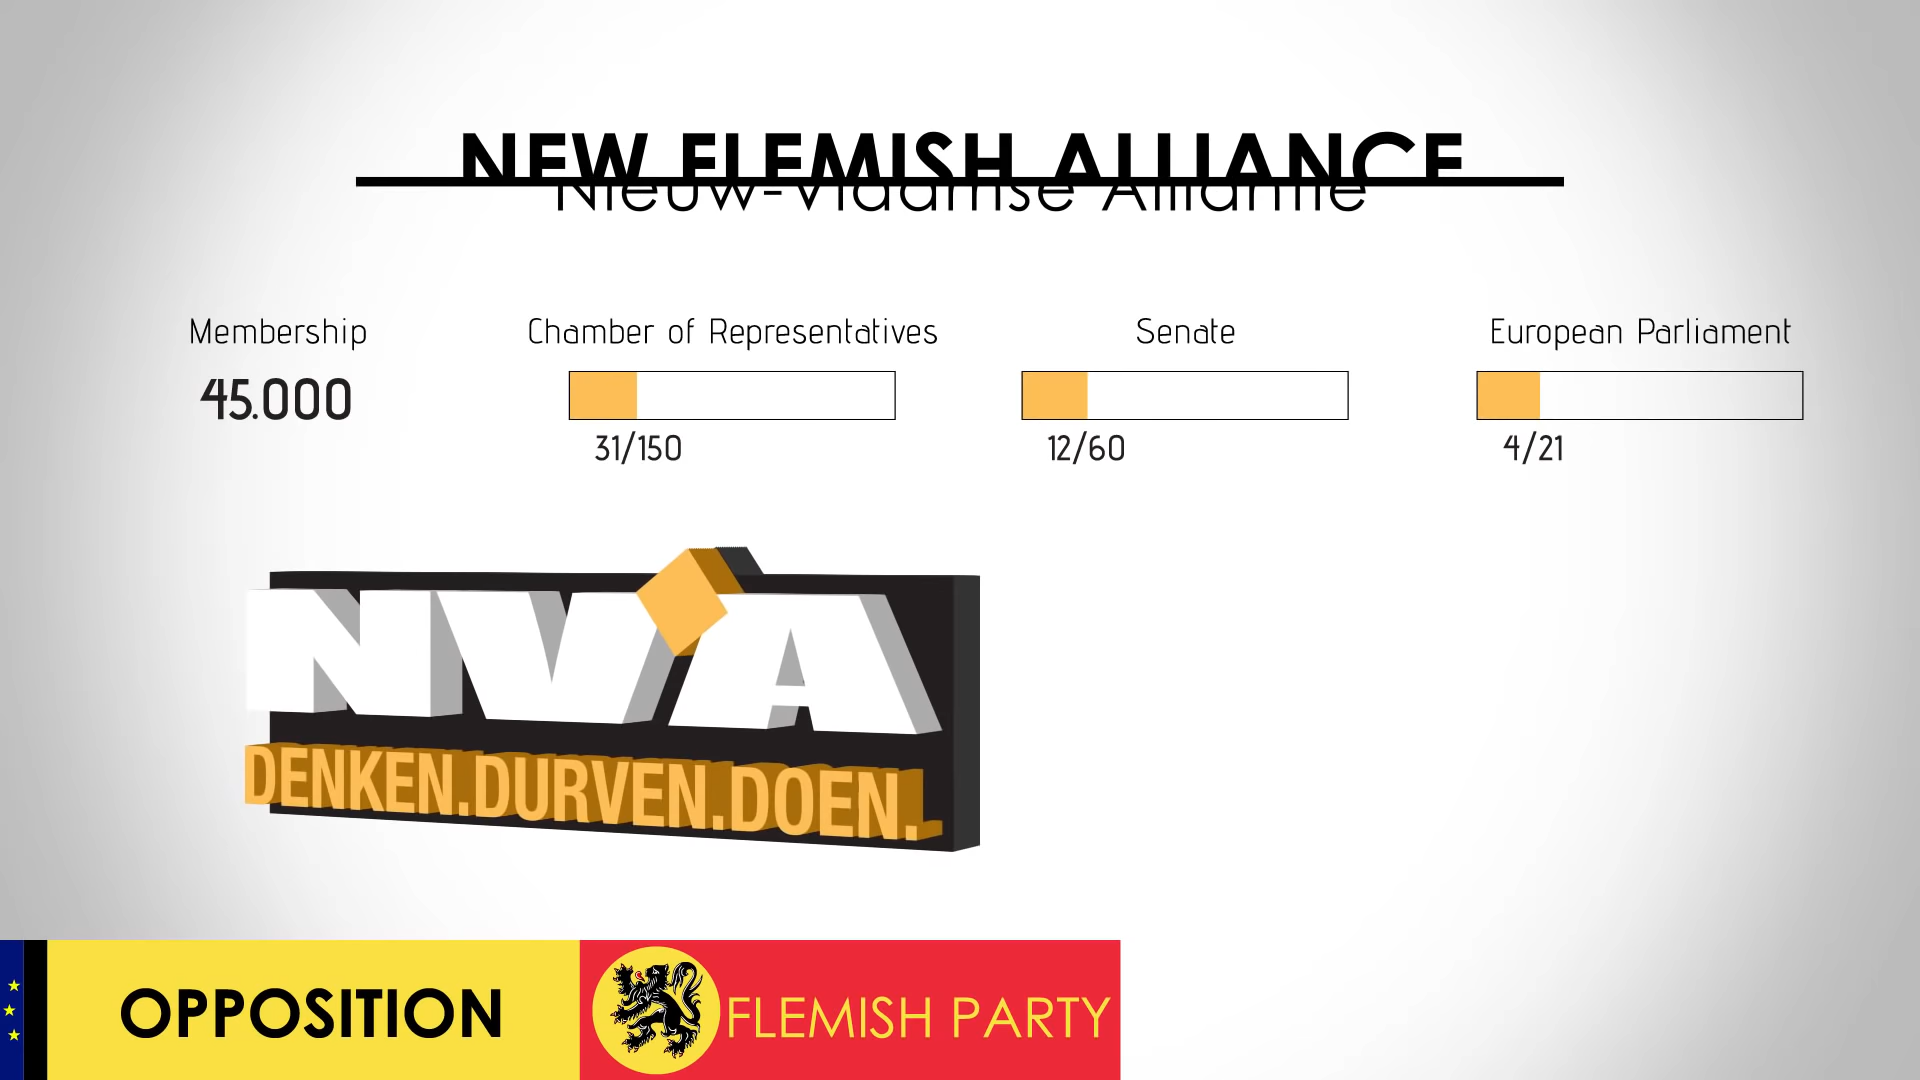 NEW FLEMISH ALLIANCE
Nieuw-Vlaamse Alliantie
Membership
45.000
Chamber of Representatives
31/150
Senate
12/60
European Parliament
4/21
NVA
DENKEN.DURVEN.DOEN.
OPPOSITION
FLEMISH PARTY